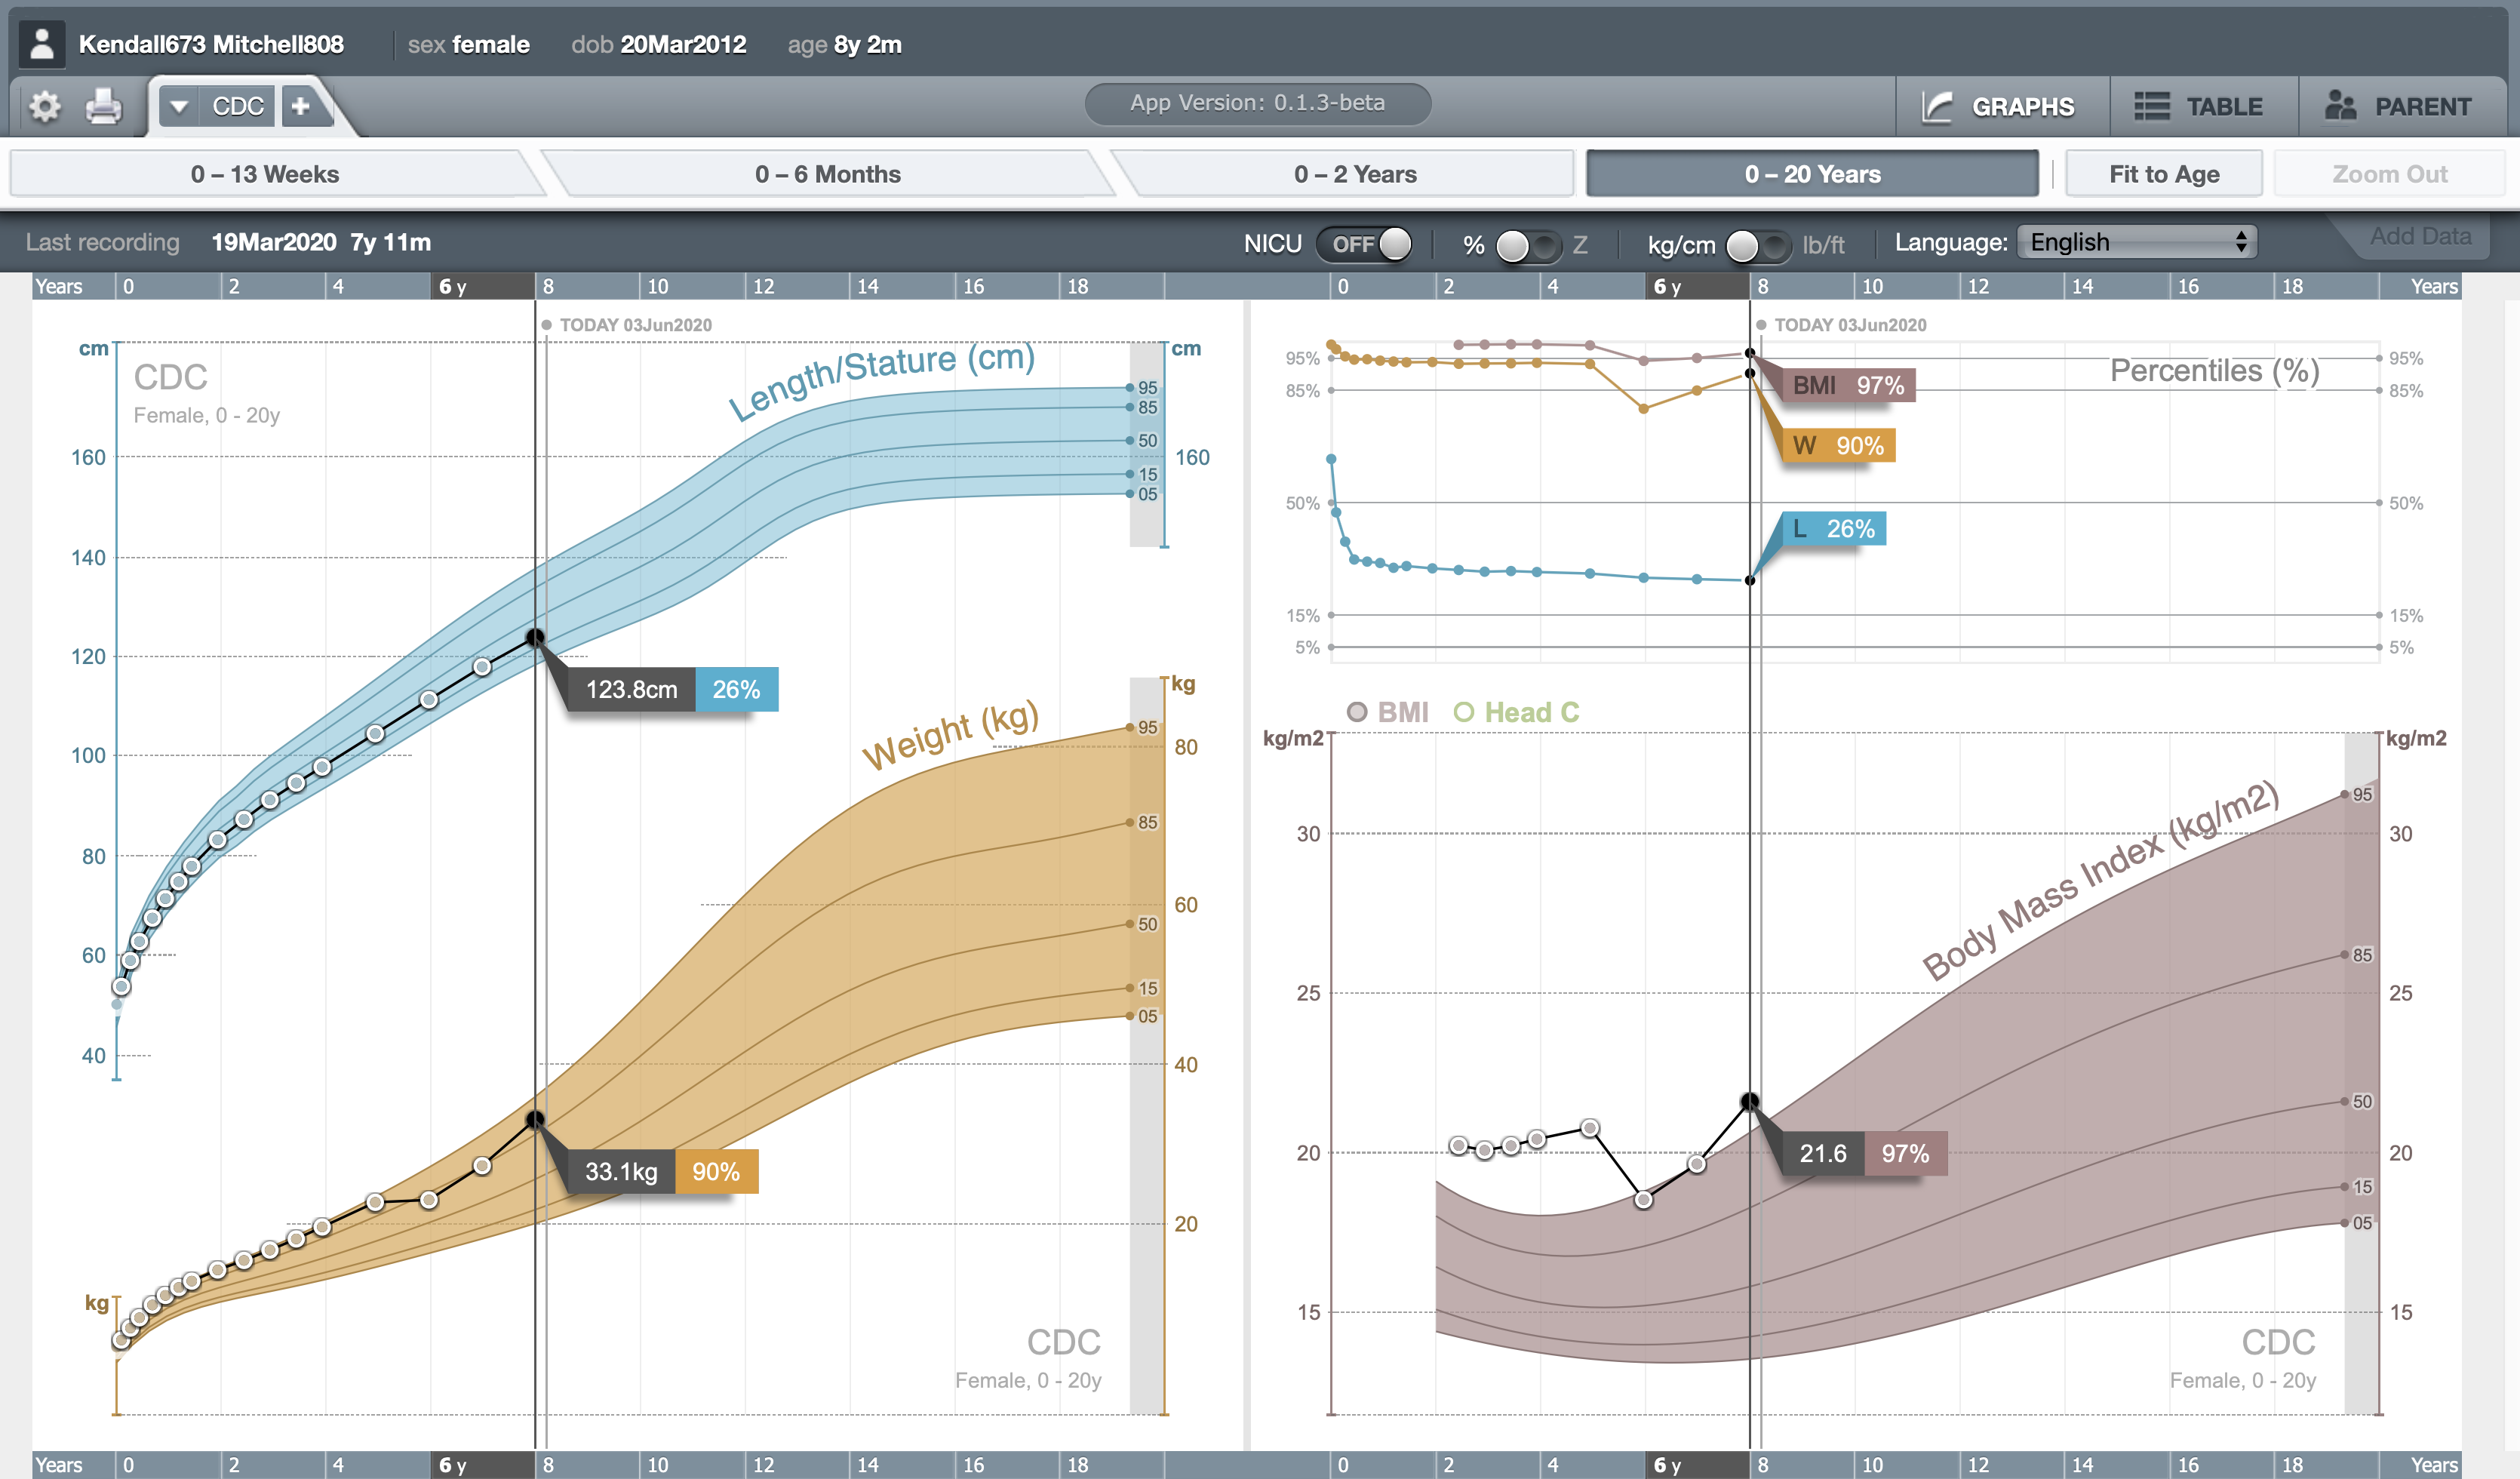 Kendall673 Mitchell808 sex female dob 20Mar2012 age 8y 2m
CDC + App Version: 0.1.3-beta GRAPHS TABLE PARENT
0 – 13 Weeks 0 – 6 Months 0 – 2 Years 0 – 20 Years Fit to Age Zoom Out
Last recording 19Mar2020 7y 11m NICU OFF % Z kg/cm lb/ft Language: English Add Data
Years 0 2 4 6 y 8 10 12 14 16 18
0 2 4 6 y 8 10 12 14 16 18 Years
TODAY 03Jun2020
cm
cm
CDC
Female, 0 - 20y
Length/Stature (cm)
95
85
50
15
05
160
160
140
120
100
80
60
40
123.8cm 26%
kg
Weight (kg)
95
85
50
15
05
80
60
40
20
33.1kg 90%
kg
CDC
Female, 0 - 20y
TODAY 03Jun2020
Percentiles (%)
95% 95%
85% 85%
50% 50%
15% 15%
5% 5%
BMI 97%
W 90%
L 26%
BMI Head C
kg/m2 kg/m2
Body Mass Index (kg/m2)
95
85
50
15
05
30 30
25 25
20 20
15 15
21.6 97%
CDC
Female, 0 - 20y
Years 0 2 4 6 y 8 10 12 14 16 18
0 2 4 6 y 8 10 12 14 16 18 Years